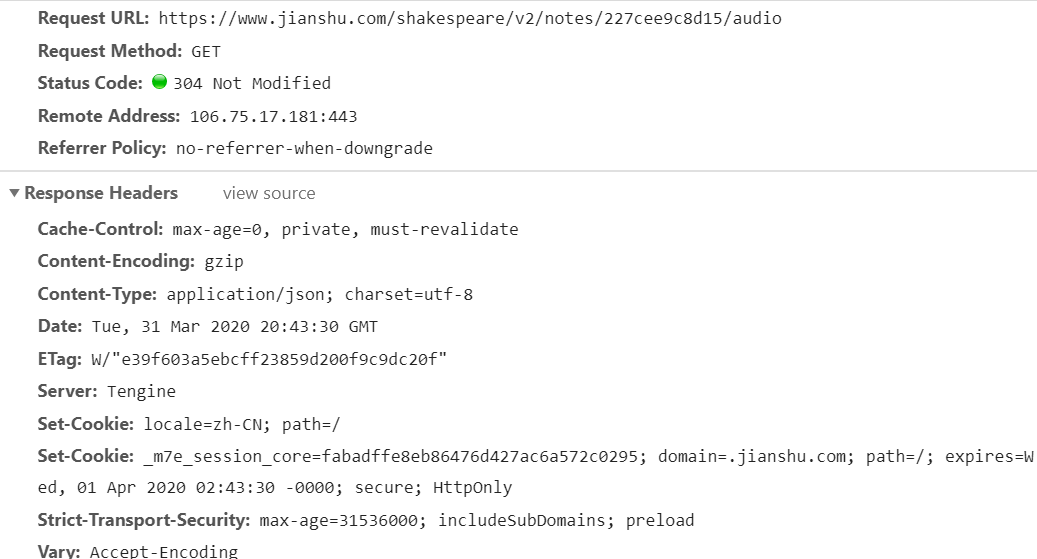 Request URL: https://www.jianshu.com/shakespeare/v2/notes/227cee9c8d15/audio
Request Method: GET
Status Code: 304 Not Modified
Remote Address: 106.75.17.181:443
Referrer Policy: no-referrer-when-downgrade
Response Headers view source
Cache-Control: max-age=0, private, must-revalidate
Content-Encoding: gzip
Content-Type: application/json; charset=utf-8
Date: Tue, 31 Mar 2020 20:43:30 GMT
ETag: W/"e39f603a5ebcff23859d200f9c9dc20f"
Server: Tengine
Set-Cookie: locale=zh-CN; path=/
Set-Cookie: _m7e_session_core=fabadffe8eb86476d427ac6a572c0295; domain=.jianshu.com; path=/; expires=W
ed, 01 Apr 2020 02:43:30 -0000; secure; HttpOnly
Strict-Transport-Security: max-age=31536000; includeSubDomains; preload
Vary: Accept-Encoding